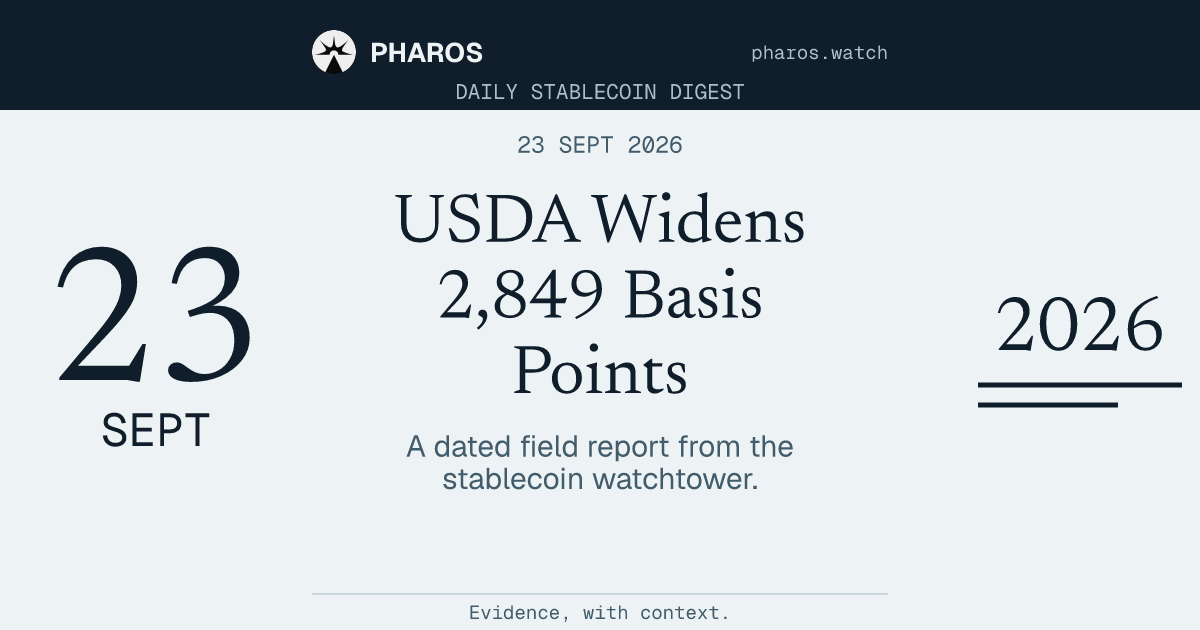 PHAROS
pharos.watch
DAILY STABLECOIN DIGEST
23 SEPT 2026
USDA Widens
2,849 Basis
Points
A dated field report from the
stablecoin watchtower.
23
SEPT
2026
Evidence, with context.